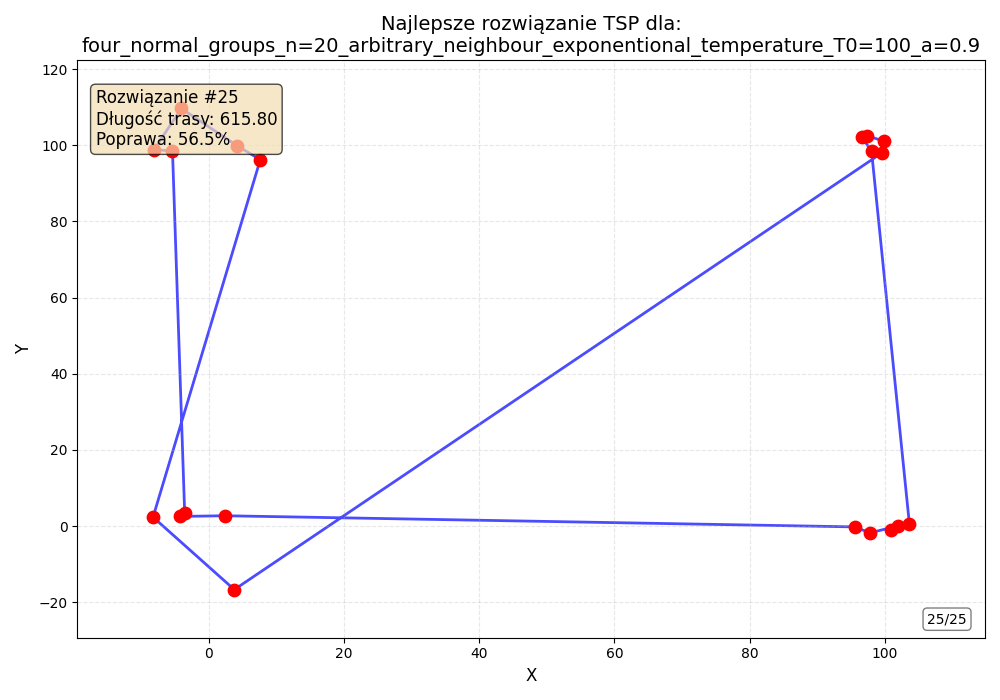 Najlepsze rozwiązanie TSP dla:
four_normal_groups_n=20_arbitrary_neighbour_exponential_temperature_T0=100_a=0.9
Rozwiązanie #25
Długość trasy: 615.80
Poprawa: 56.5%
120
100
80
60
40
20
0
−20
Y
0
20
40
60
80
100
X
25/25